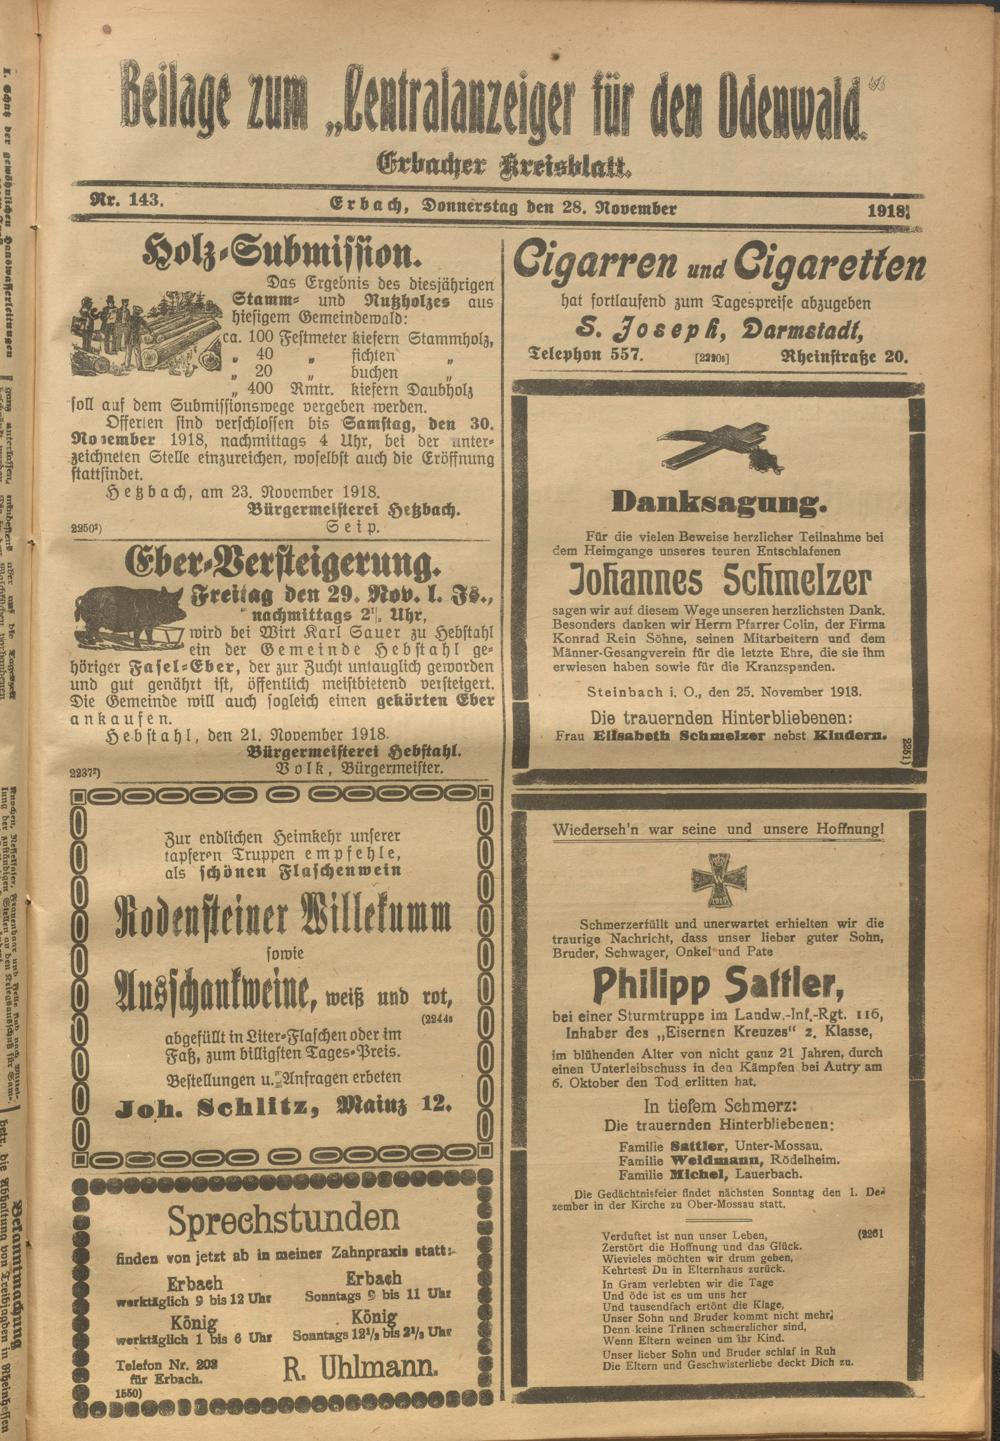 Beilage zum „Centralanzeiger für den Odenwald.“
Erbacher Kreisblatt.
Nr. 143. Erbach, Donnerstag den 28. November 1918.
Holz-Submission.
Das Ergebnis des diesjährigen
Stamm- und Nutzholzes aus
hiesigem Gemeindewald:
ca. 100 Festmeter kiefern Stammholz,
„ 40 „ fichten „
„ 20 „ buchen „
„ 400 Rmtr. kiefern Daubholz
soll auf dem Submissionswege vergeben werden.
Offerten sind verschlossen bis Samstag, den 30.
November 1918, nachmittags 4 Uhr, bei der unter-
zeichneten Stelle einzureichen, woselbst auch die Eröffnung
stattfindet.
Hetzbach, am 23. November 1918.
Bürgermeisterei Hetzbach.
2250²) Seip.
Eber-Versteigerung.
Freitag den 29. Nov. l. Js.,
nachmittags 2 Uhr,
wird bei Wirt Karl Sauer zu Hebstahl
ein der Gemeinde Hebstahl ge-
höriger Fasel-Eber, der zur Zucht untauglich geworden
und gut genährt ist, öffentlich meistbietend versteigert.
Die Gemeinde will auch sogleich einen gekörten Eber
ankaufen.
Hebstahl, den 21. November 1918.
Bürgermeisterei Hebstahl.
2237²) Volk, Bürgermeister.
Zur endlichen Heimkehr unserer
tapferen Truppen empfehle,
als schönen Flaschenwein
Rodensteiner Willekumm
sowie
Ausschankweine, weiß und rot,
(2244s
abgefüllt in Liter-Flaschen oder im
Faß, zum billigsten Tages-Preis.
Bestellungen u. Anfragen erbeten
Joh. Schlitz, Mainz 12.
Sprechstunden
finden von jetzt ab in meiner Zahnpraxis statt:
Erbach Erbach
werktäglich 9 bis 12 Uhr Sonntags 9 bis 11 Uhr
König König
werktäglich 1 bis 6 Uhr Sonntags 12½ bis 2½ Uhr
Telefon Nr. 203
für Erbach. R. Uhlmann.
1550)
Cigarren und Cigaretten
hat fortlaufend zum Tagespreise abzugeben
S. Joseph, Darmstadt,
Telephon 557. [2220s] Rheinstraße 20.
Danksagung.
Für die vielen Beweise herzlicher Teilnahme bei
dem Heimgange unseres teuren Entschlafenen
Johannes Schmelzer
sagen wir auf diesem Wege unseren herzlichsten Dank.
Besonders danken wir Herrn Pfarrer Colin, der Firma
Konrad Rein Söhne, seinen Mitarbeitern und dem
Männer-Gesangverein für die letzte Ehre, die sie ihm
erwiesen haben sowie für die Kranzspenden.
Steinbach i. O., den 25. November 1918.
Die trauernden Hinterbliebenen:
Frau Elisabeth Schmelzer nebst Kindern.
2251)
Wiederseh'n war seine und unsere Hoffnung!
W
1914
Schmerzerfüllt und unerwartet erhielten wir die
traurige Nachricht, dass unser lieber guter Sohn,
Bruder, Schwager, Onkel und Pate
Philipp Sattler,
bei einer Sturmtruppe im Landw.-Inf.-Rgt. 116,
Inhaber des „Eisernen Kreuzes“ 2. Klasse,
im blühenden Alter von nicht ganz 21 Jahren, durch
einen Unterleibschuss in den Kämpfen bei Autry am
6. Oktober den Tod erlitten hat.
In tiefem Schmerz:
Die trauernden Hinterbliebenen:
Familie Sattler, Unter-Mossau.
Familie Weidmann, Rödelheim.
Familie Michel, Lauerbach.
Die Gedächtnisfeier findet nächsten Sonntag den 1. De-
zember in der Kirche zu Ober-Mossau statt.
Verduftet ist nun unser Leben, (2261
Zerstört die Hoffnung und das Glück.
Wievieles möchten wir drum geben,
Kehrtest Du in Elternhaus zurück.
In Gram verlebten wir die Tage
Und öde ist es um uns her
Und tausendfach ertönt die Klage,
Unser Sohn und Bruder kommt nicht mehr.
Denn keine Tränen schmerzlicher sind,
Wenn Eltern weinen um ihr Kind.
Unser lieber Sohn und Bruder schlaf in Ruh
Die Eltern und Geschwisterliebe deckt Dich zu.